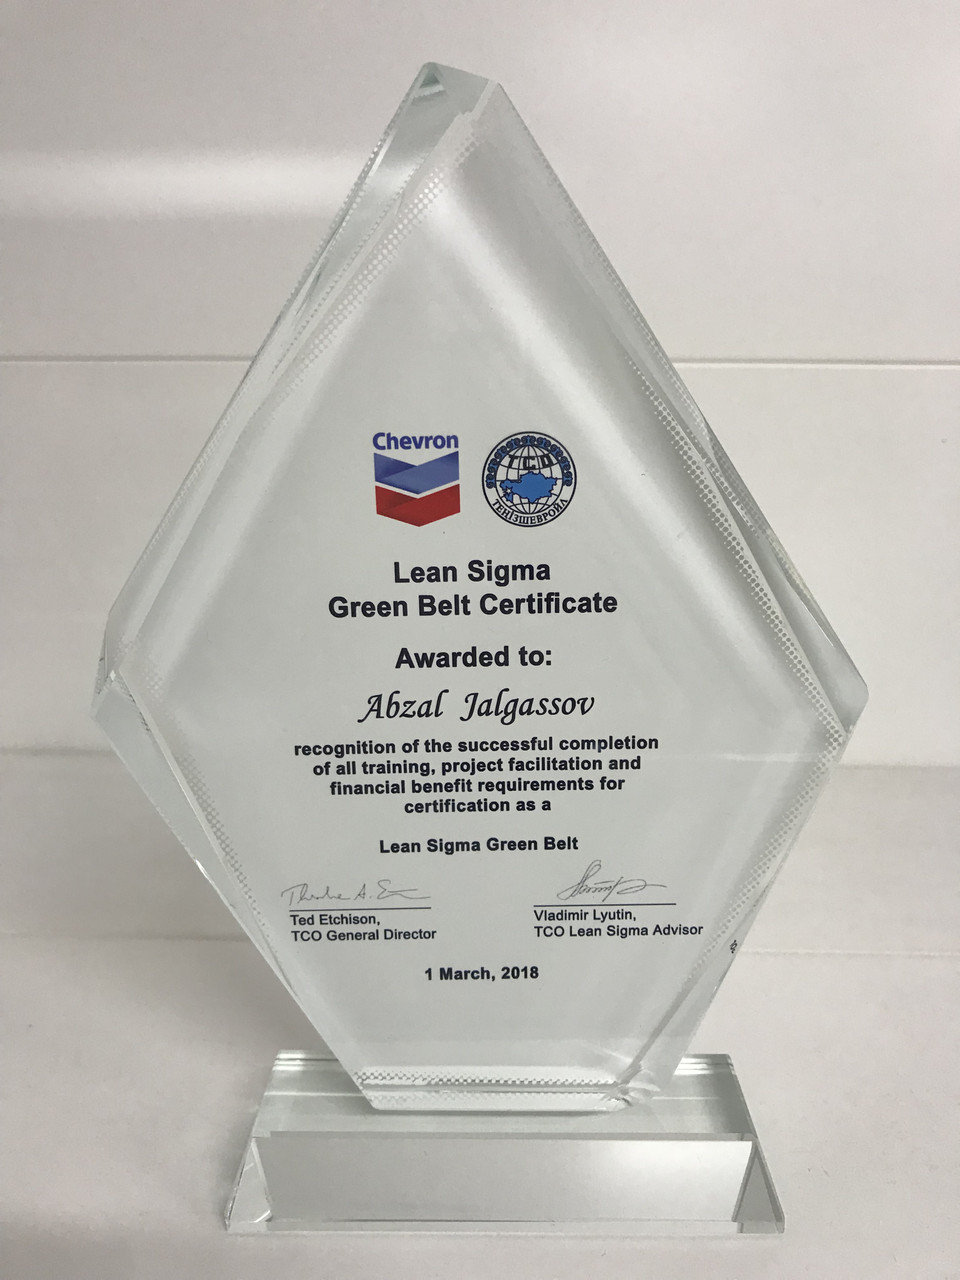 Chevron
TCO
ТЕҢІЗШЕВРОЙЛ
Lean Sigma
Green Belt Certificate
Awarded to:
Abzal Jalgassov
recognition of the successful completion
of all training, project facilitation and
financial benefit requirements for
certification as a
Lean Sigma Green Belt
Ted Etchison,
TCO General Director
Vladimir Lyutin,
TCO Lean Sigma Advisor
1 March, 2018